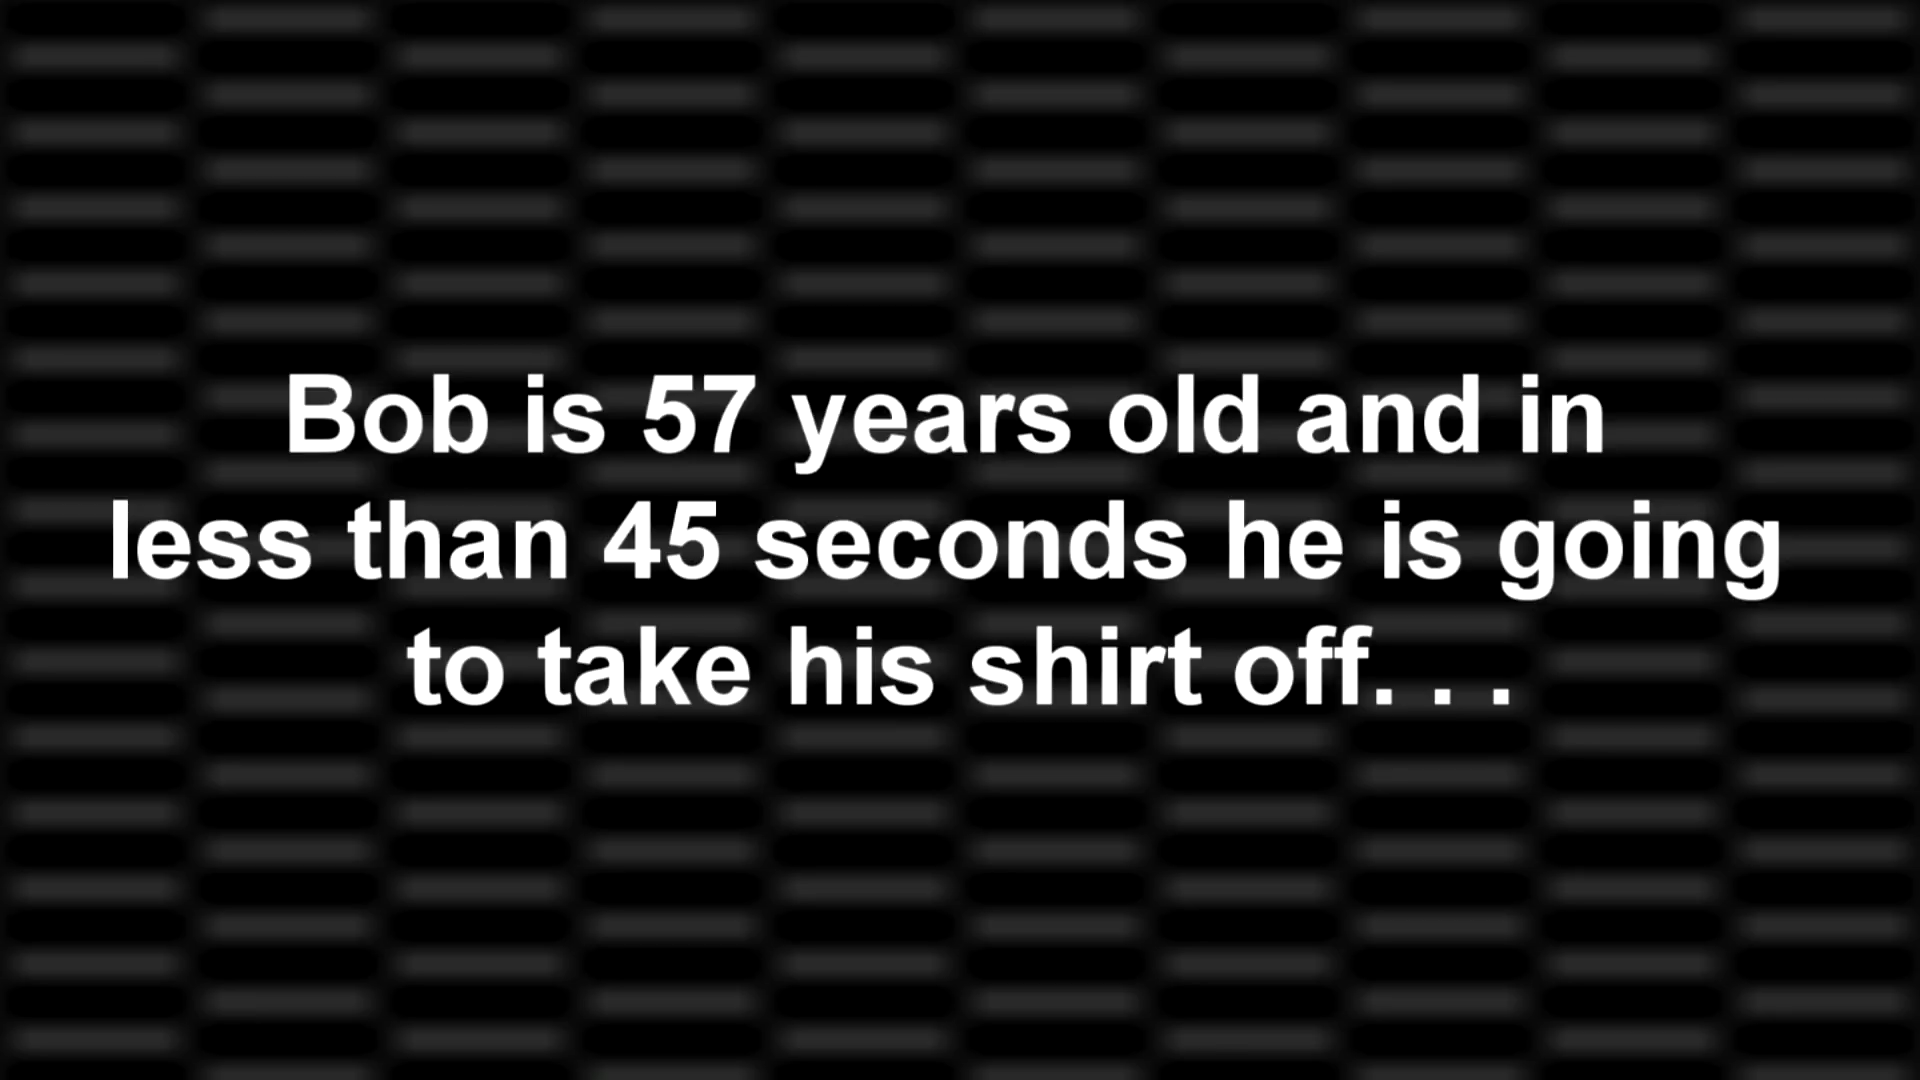 Bob is 57 years old and in
less than 45 seconds he is going
to take his shirt off. . .